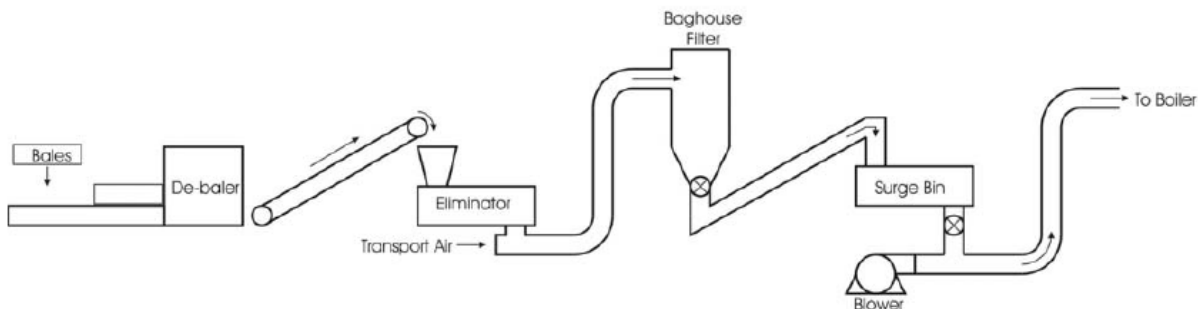 Baghouse
Filter
To Boiler
Bales
De-baler
Surge Bin
Eliminator
Transport Air
Blower